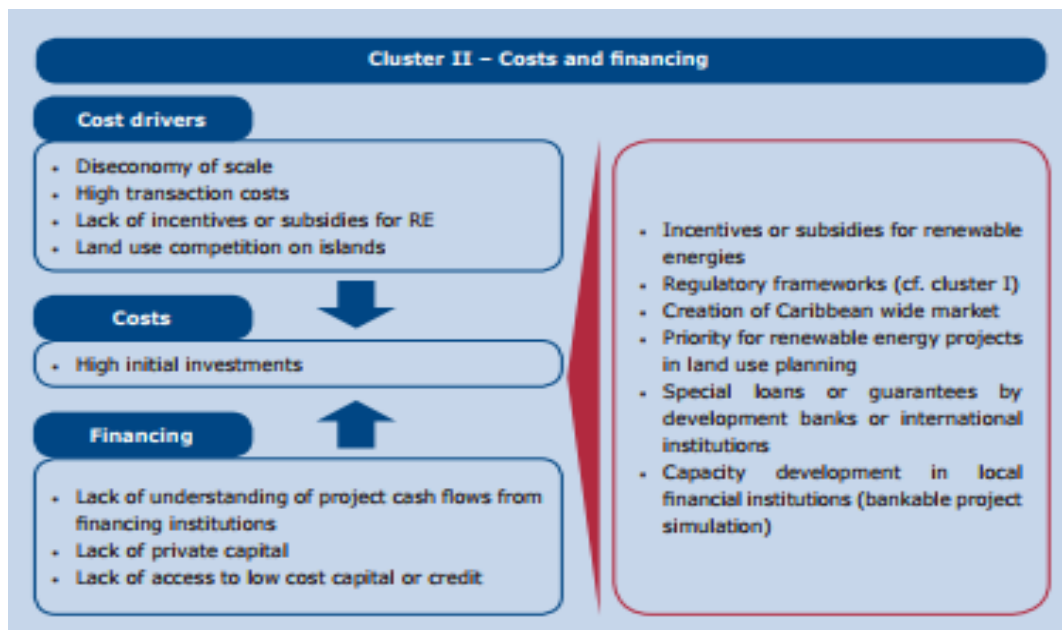 Cluster II – Costs and financing
Cost drivers
• Diseconomy of scale
• High transaction costs
• Lack of incentives or subsidies for RE
• Land use competition on islands
Costs
• High initial investments
Financing
• Lack of understanding of project cash flows from
financing institutions
• Lack of private capital
• Lack of access to low cost capital or credit
• Incentives or subsidies for renewable
energies
• Regulatory frameworks (cf. cluster I)
• Creation of Caribbean wide market
• Priority for renewable energy projects
in land use planning
• Special loans or guarantees by
development banks or international
institutions
• Capacity development in local
financial institutions (bankable project
simulation)